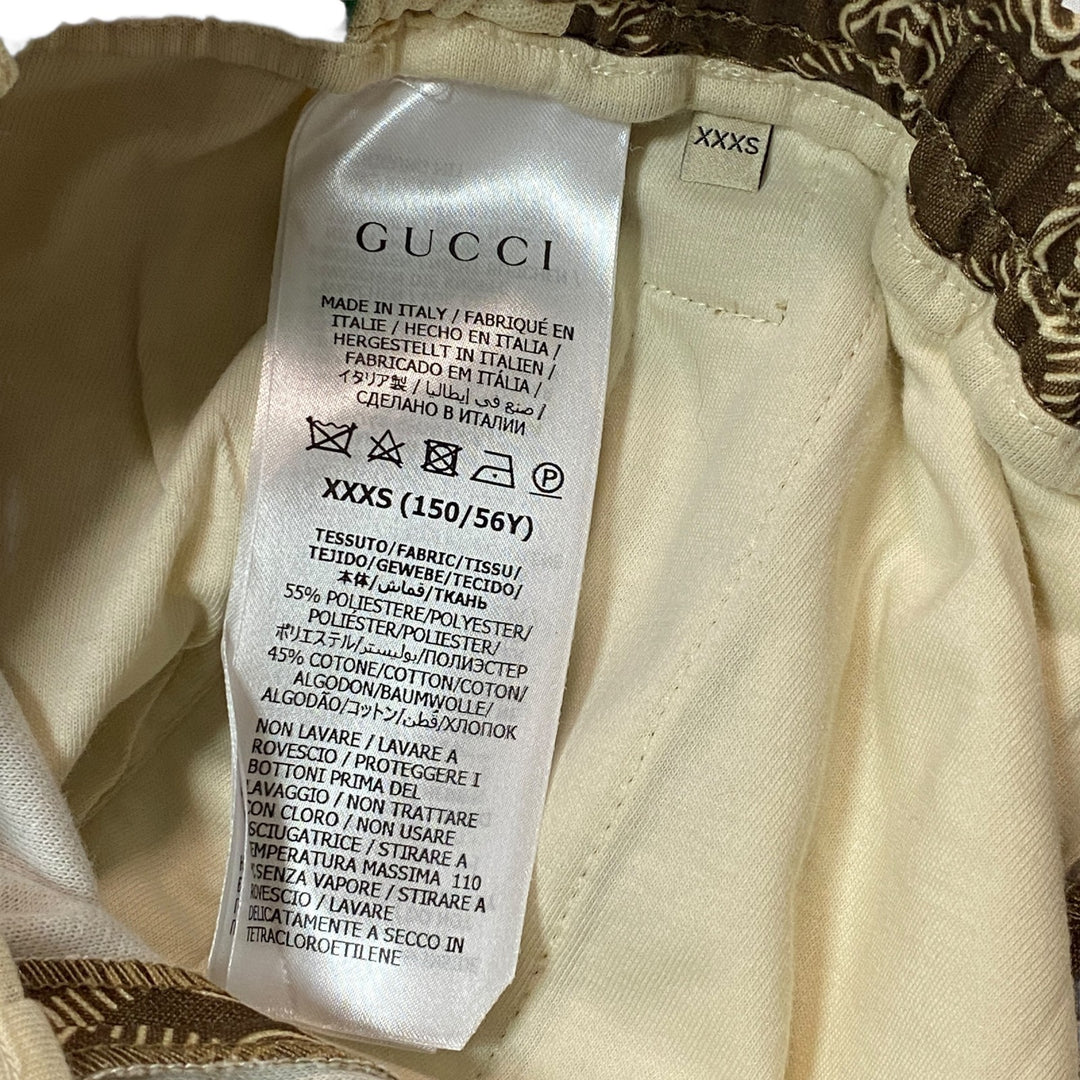 XXXS
GUCCI
MADE IN ITALY / FABRIQUÉ EN
ITALIE / HECHO EN ITALIA /
HERGESTELLT IN ITALIEN /
FABRICADO EM ITÁLIA /
イタリア製 / صنع في إيطاليا /
СДЕЛАНО В ИТАЛИИ
P
XXXS (150/56Y)
TESSUTO/FABRIC/TISSU/
TEJIDO/GEWEBE/TECIDO/
本体/قماش/ТКАНЬ
55% POLIESTERE/POLYESTER/
POLIÉSTER/POLIESTER/
ポリエステル/بوليستر/ПОЛИЭСТЕР
45% COTONE/COTTON/COTON/
ALGODON/BAUMWOLLE/
ALGODÃO/コットン/قطن/ХЛОПОК
NON LAVARE / LAVARE A
ROVESCIO / PROTEGGERE I
BOTTONI PRIMA DEL
LAVAGGIO / NON TRATTARE
CON CLORO / NON USARE
SCIUGATRICE / STIRARE A
EMPERATURA MASSIMA 110
°SENZA VAPORE / STIRARE A
ROVESCIO / LAVARE
DELICATAMENTE A SECCO IN
TETRACLOROETILENE